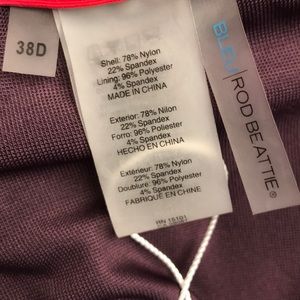 38D
Shell: 78% Nylon
22% Spandex
Lining: 96% Polyester
4% Spandex
MADE IN CHINA
Exterior: 78% Nilon
22% Spandex
Forro: 96% Poliester
4% Spandex
HECHO EN CHINA
Extérieur: 78% Nylon
22% Spandex
Doublure: 96% Polyester
4% Spandex
FABRIQUE EN CHINE
RN 15101
BLEU ROD BEATTIE®